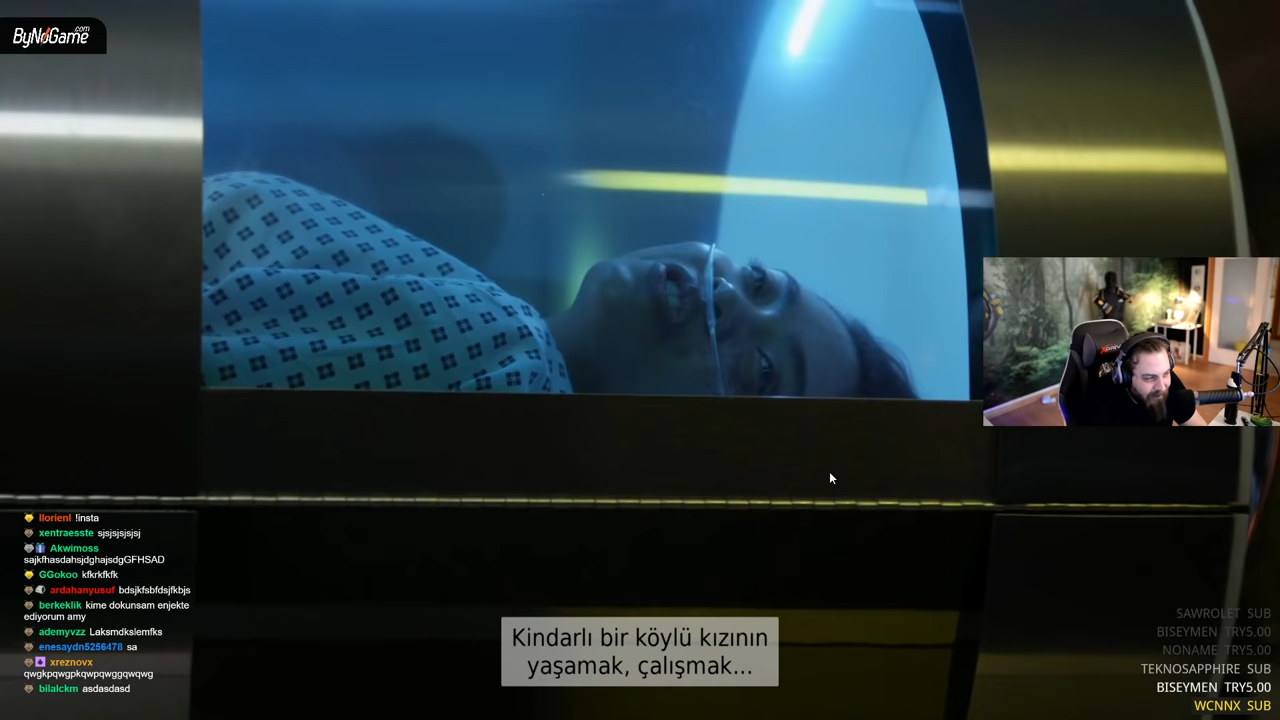 ByNoGame.com
llorienl !insta
xentraesste sjsjsjsjsjsj
Akwimoss
sajkfhasdahsjdghajsdgGFHSAD
GGokoo kfkrkfkfk
ardahanyusuf bdsjkfsbfdsjfkbjs
berkeklik kime dokunsam enjekte
ediyorum amy
ademyvzz Laksmdkslemfks
enesaydn5256478 sa
xreznovx
qwgkpqwgpkqwpqwggqwqwg
bilalckm asdasdasd
Kindarlı bir köylü kızının
yaşamak, çalışmak...
SAWROLET SUB
BISEYMEN TRY5.00
NONAME TRY5.00
TEKNOSAPPHIRE SUB
BISEYMEN TRY5.00
WCNNX SUB